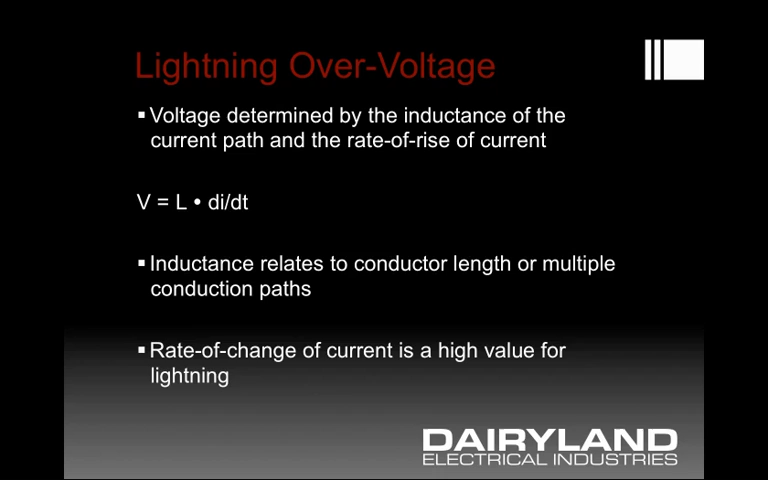 Lightning Over-Voltage
▪ Voltage determined by the inductance of the
current path and the rate-of-rise of current
V = L • di/dt
▪ Inductance relates to conductor length or multiple
conduction paths
▪ Rate-of-change of current is a high value for
lightning
DAIRYLAND
ELECTRICAL INDUSTRIES